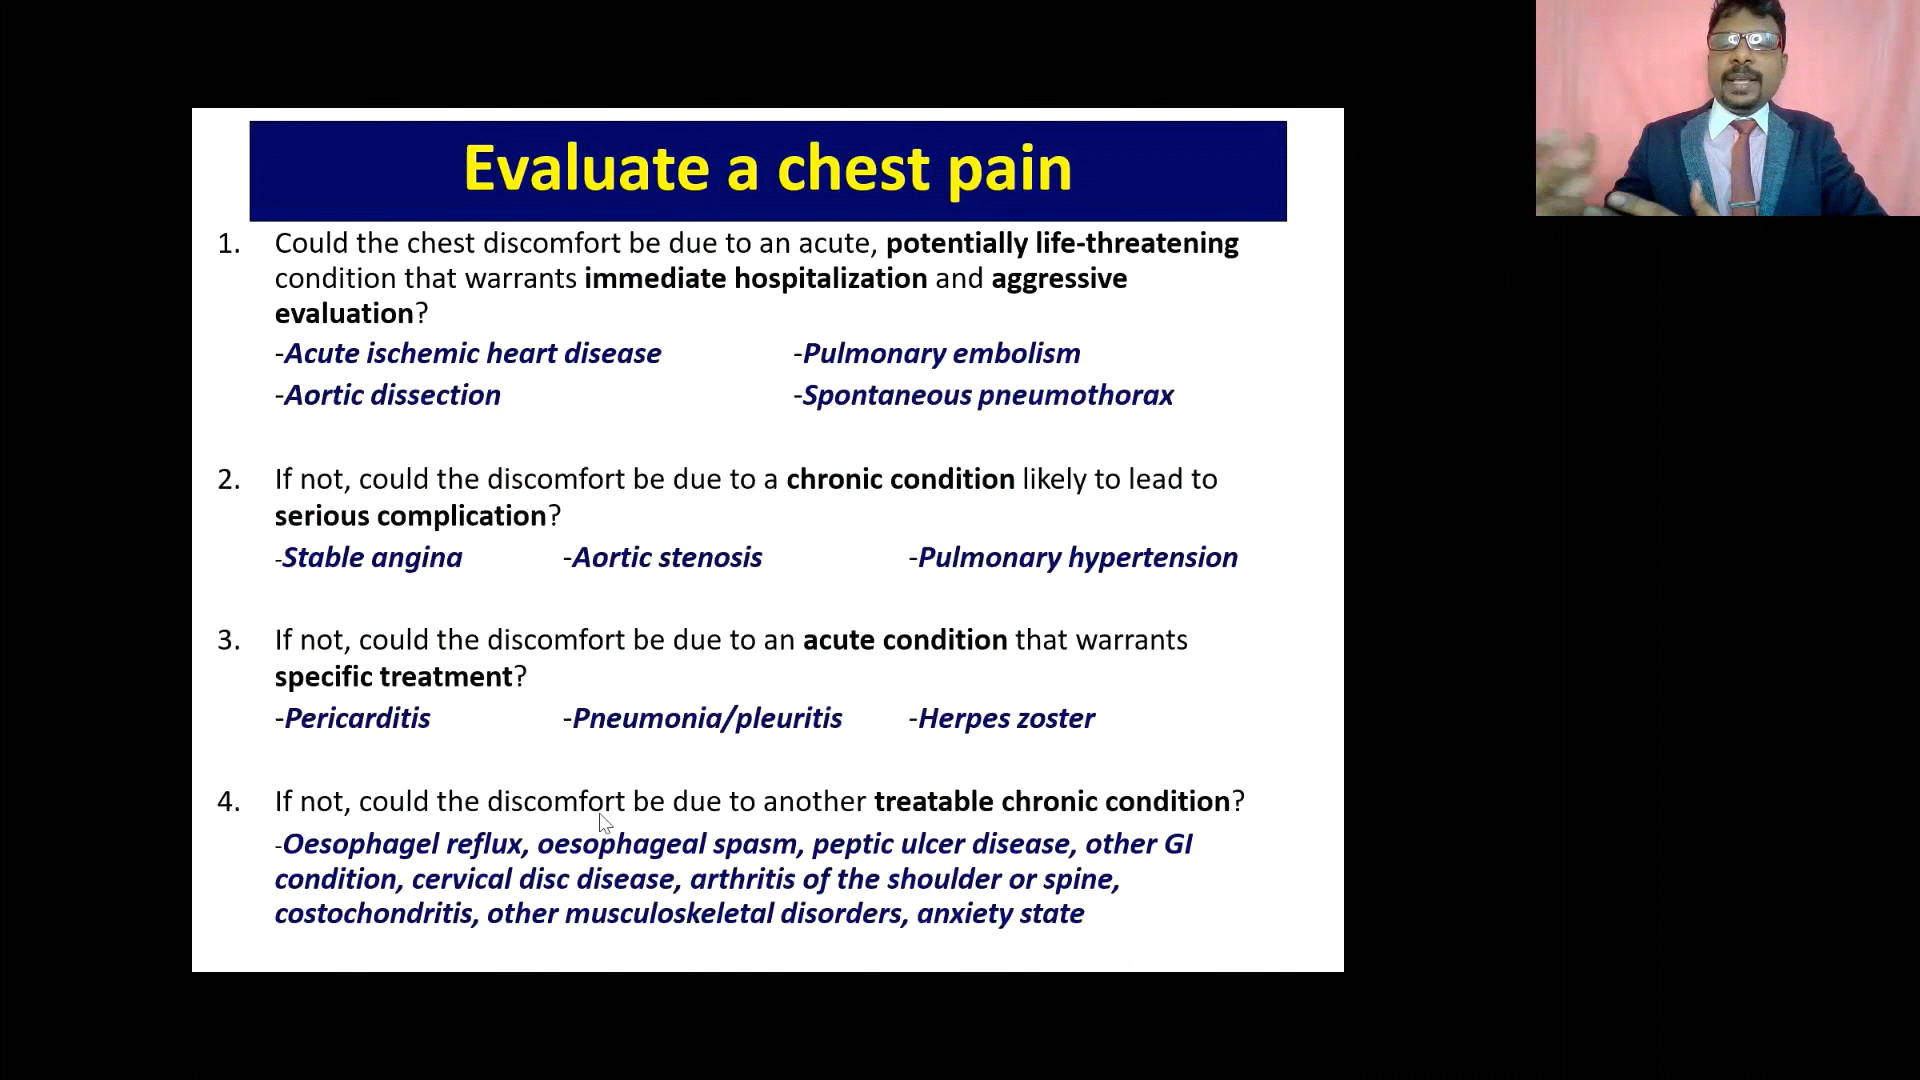 Evaluate a chest pain
1. Could the chest discomfort be due to an acute, potentially life-threatening
condition that warrants immediate hospitalization and aggressive
evaluation?
-Acute ischemic heart disease -Pulmonary embolism
-Aortic dissection -Spontaneous pneumothorax
2. If not, could the discomfort be due to a chronic condition likely to lead to
serious complication?
-Stable angina -Aortic stenosis -Pulmonary hypertension
3. If not, could the discomfort be due to an acute condition that warrants
specific treatment?
-Pericarditis -Pneumonia/pleuritis -Herpes zoster
4. If not, could the discomfort be due to another treatable chronic condition?
-Oesophagel reflux, oesophageal spasm, peptic ulcer disease, other GI
condition, cervical disc disease, arthritis of the shoulder or spine,
costochondritis, other musculoskeletal disorders, anxiety state